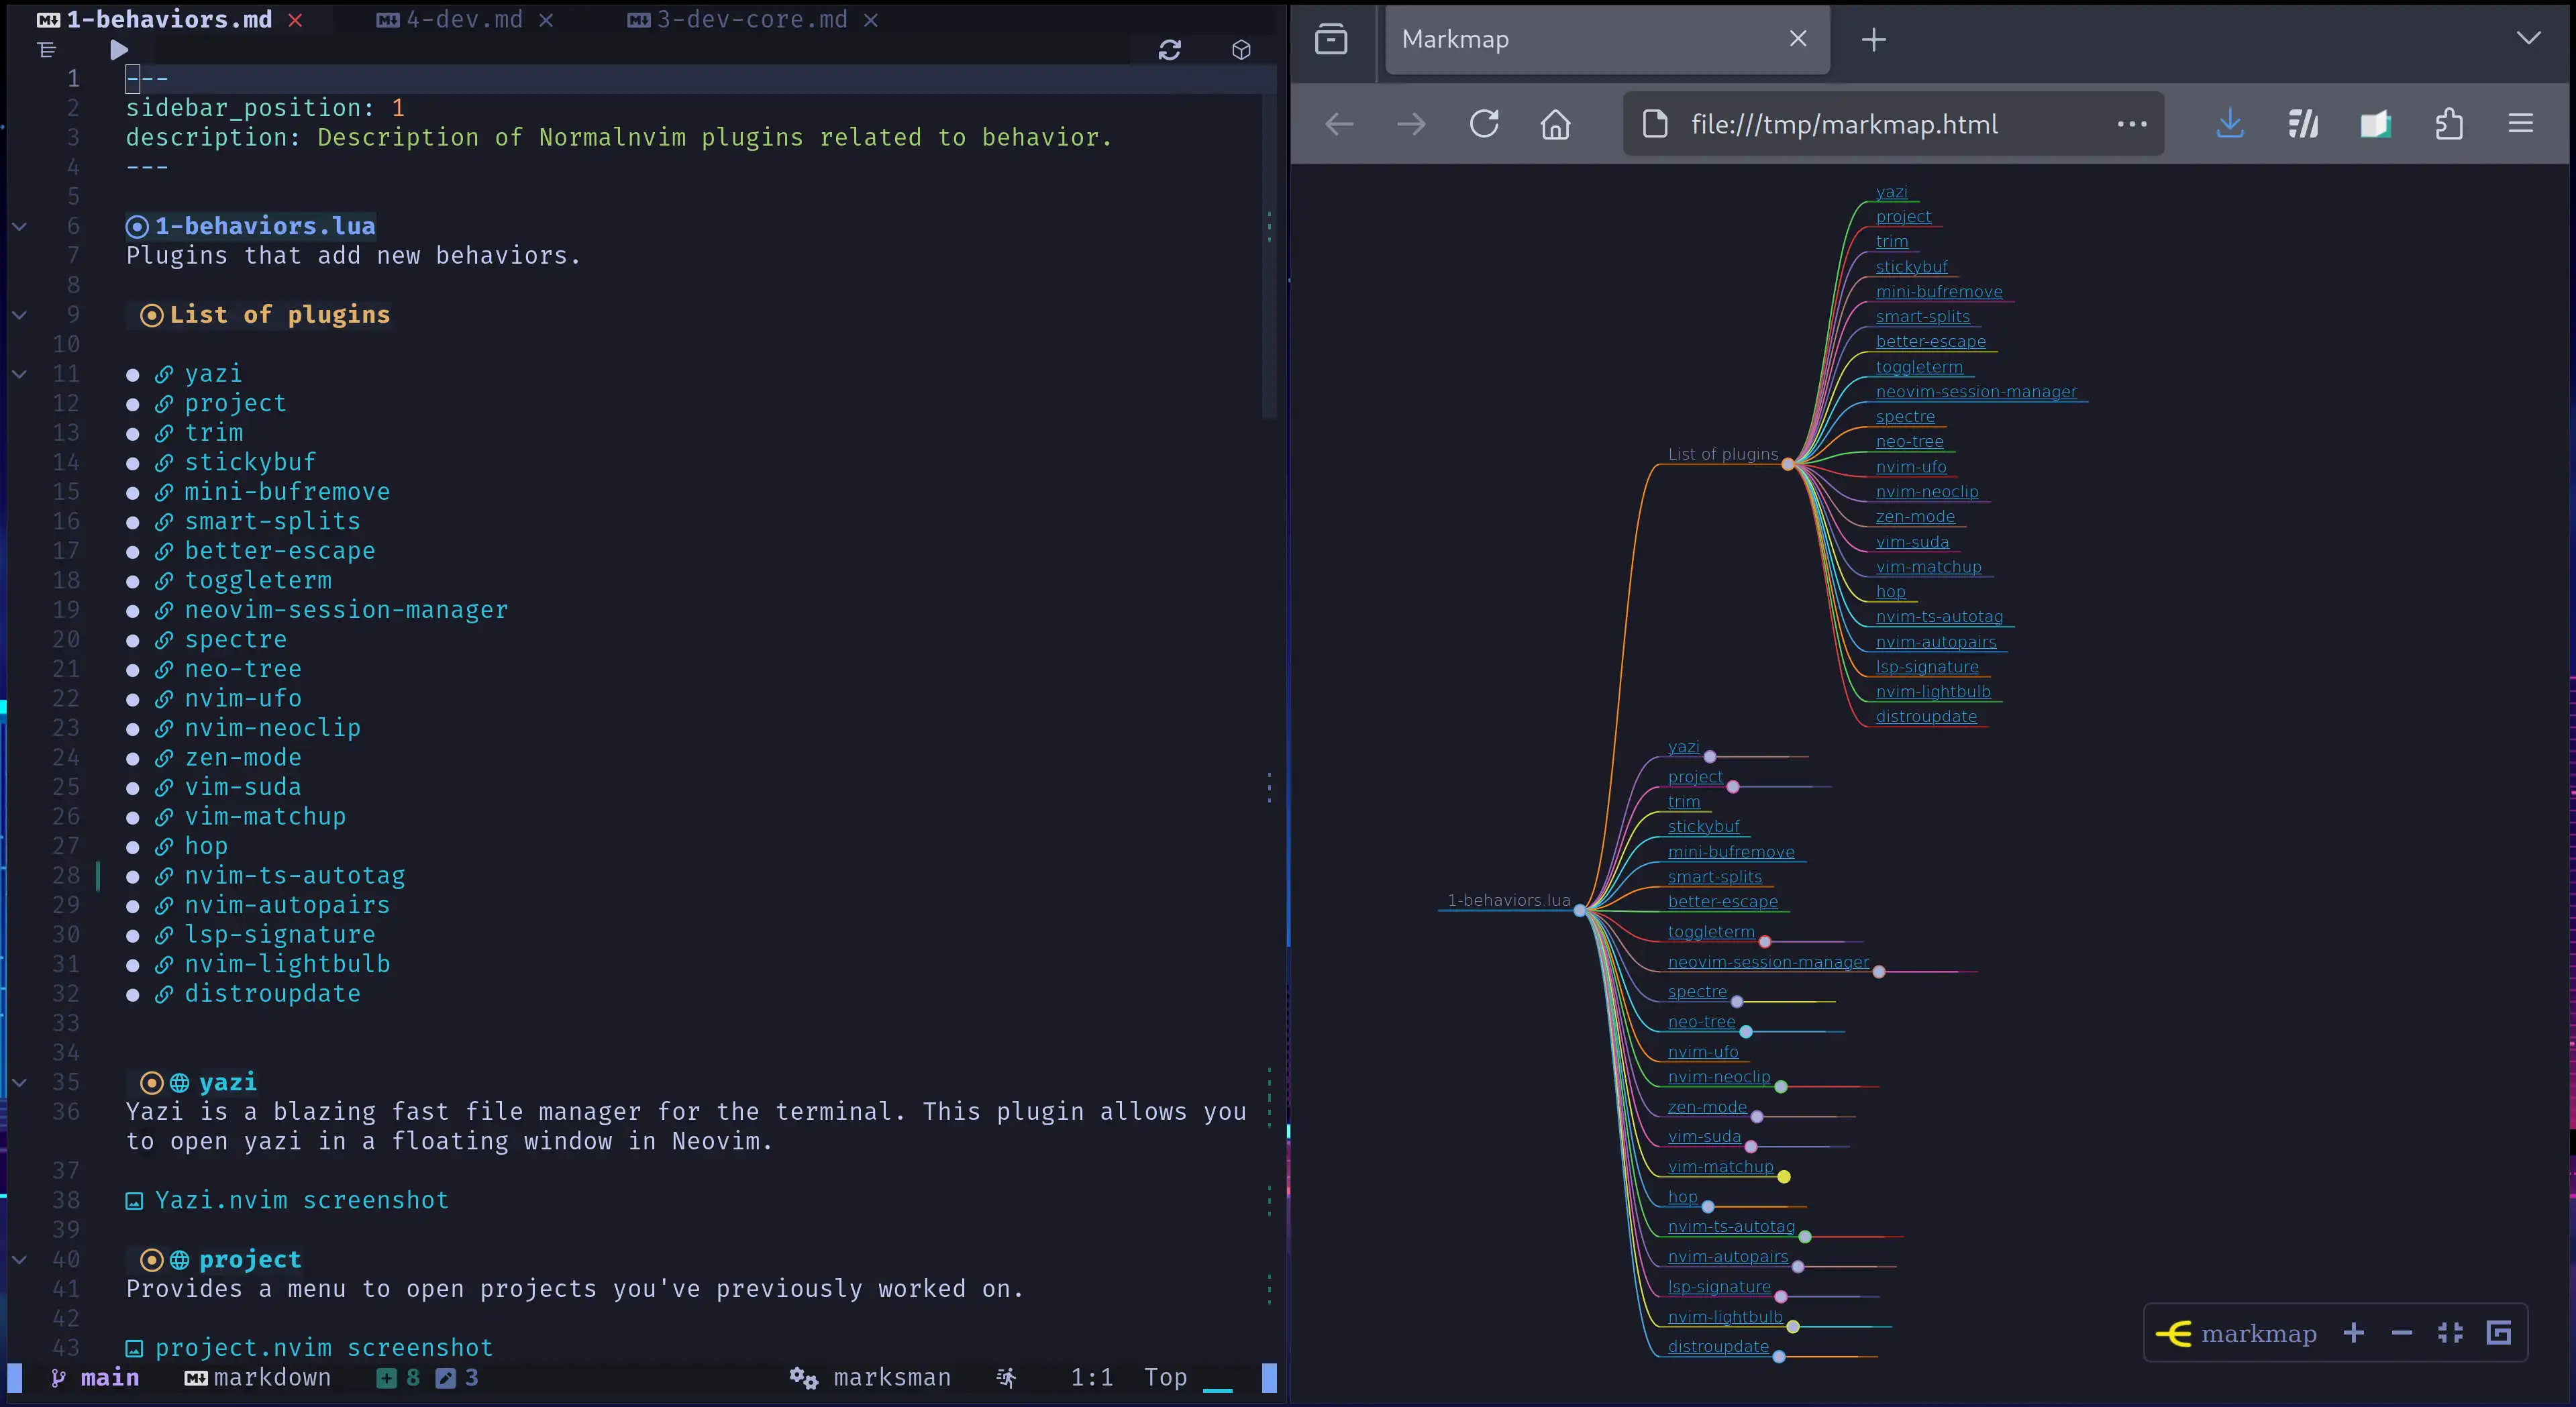 1-behaviors.md
4-dev.md
3-dev-core.md
1 ---
2 sidebar_position: 1
3 description: Description of Normalnvim plugins related to behavior.
4 ---
5
6 1-behaviors.lua
7 Plugins that add new behaviors.
8
9 List of plugins
10
11 yazi
12 project
13 trim
14 stickybuf
15 mini-bufremove
16 smart-splits
17 better-escape
18 toggleterm
19 neovim-session-manager
20 spectre
21 neo-tree
22 nvim-ufo
23 nvim-neoclip
24 zen-mode
25 vim-suda
26 vim-matchup
27 hop
28 nvim-ts-autotag
29 nvim-autopairs
30 lsp-signature
31 nvim-lightbulb
32 distroupdate
33
34
35 yazi
36 Yazi is a blazing fast file manager for the terminal. This plugin allows you
to open yazi in a floating window in Neovim.
37
38 Yazi.nvim screenshot
39
40 project
41 Provides a menu to open projects you've previously worked on.
42
43 project.nvim screenshot
main markdown 8 3 marksman 1:1 Top
Markmap
file:///tmp/markmap.html
yazi
project
trim
stickybuf
mini-bufremove
smart-splits
better-escape
toggleterm
neovim-session-manager
spectre
neo-tree
List of plugins
nvim-ufo
nvim-neoclip
zen-mode
vim-suda
vim-matchup
hop
nvim-ts-autotag
nvim-autopairs
lsp-signature
nvim-lightbulb
distroupdate
yazi
project
trim
stickybuf
mini-bufremove
smart-splits
1-behaviors.lua
better-escape
toggleterm
neovim-session-manager
spectre
neo-tree
nvim-ufo
nvim-neoclip
zen-mode
vim-suda
vim-matchup
hop
nvim-ts-autotag
nvim-autopairs
lsp-signature
nvim-lightbulb
distroupdate
markmap